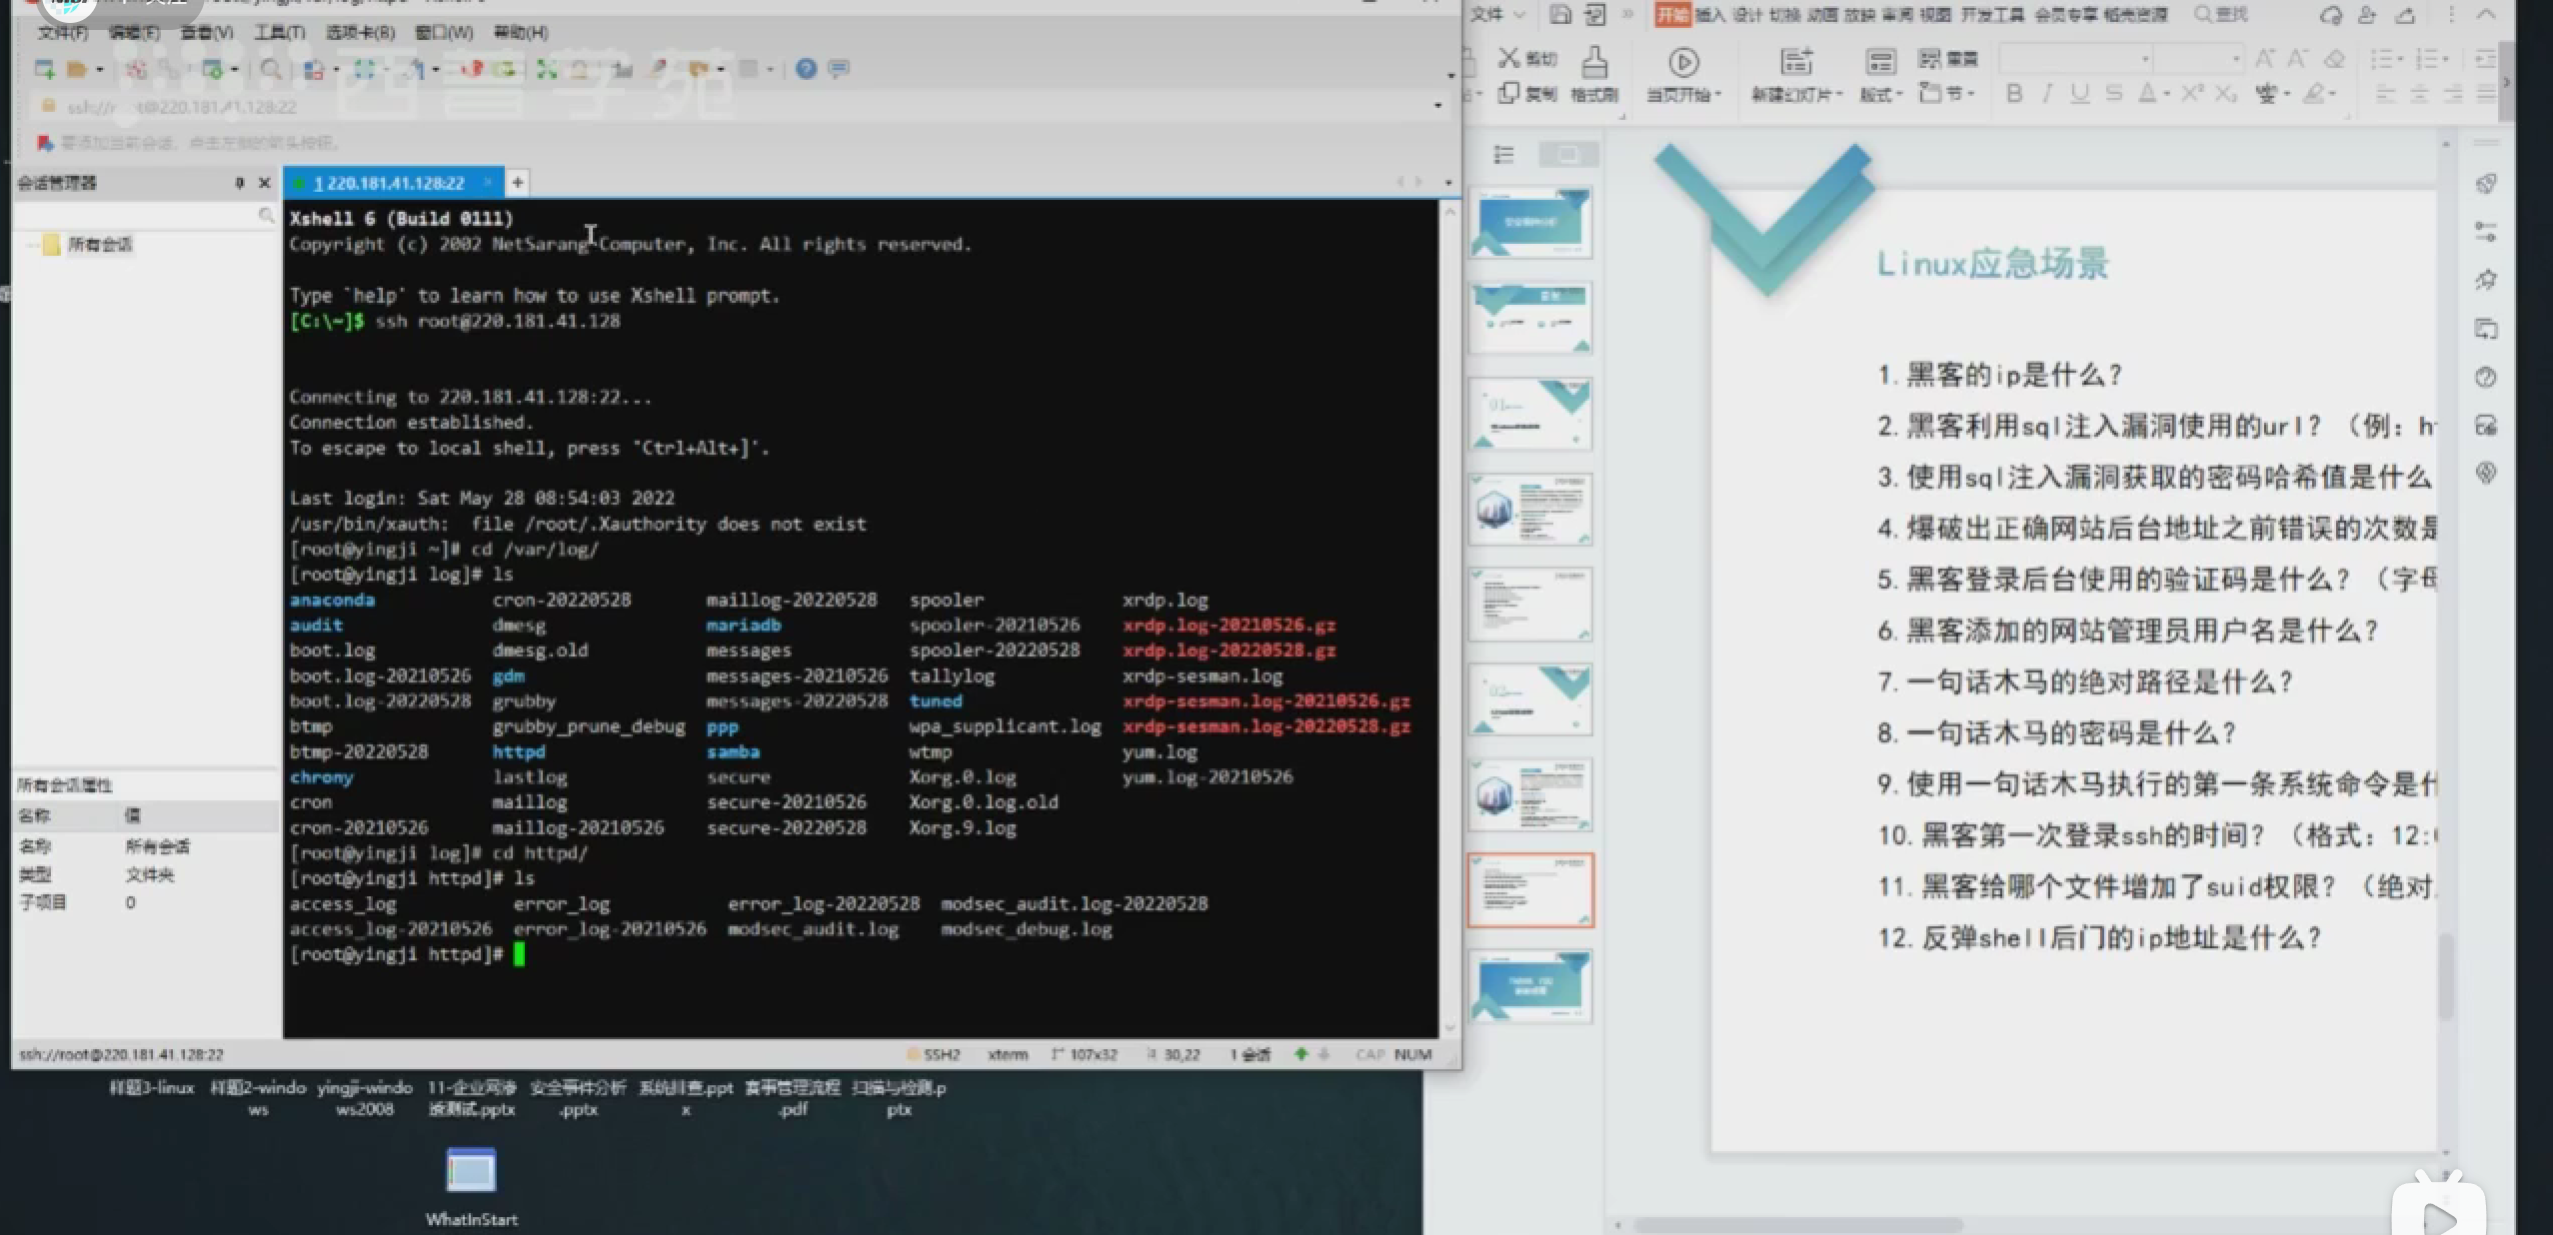 文件(F) 编辑(E) 查看(V) 工具(T) 选项卡(B) 窗口(W) 帮助(H)
西普学苑
要添加当前会话，点击左侧的箭头按钮。
会话管理器
所有会话
所有会话属性
名称 值
名称 所有会话
类型 文件夹
子项目 0
1 220.181.41.128:22
Xshell 6 (Build 0111)
Copyright (c) 2002 NetSarang Computer, Inc. All rights reserved.
Type `help' to learn how to use Xshell prompt.
[C:\~]$ ssh root@220.181.41.128
Connecting to 220.181.41.128:22...
Connection established.
To escape to local shell, press 'Ctrl+Alt+]'.
Last login: Sat May 28 08:54:03 2022
/usr/bin/xauth:  file /root/.Xauthority does not exist
[root@yingji ~]# cd /var/log/
[root@yingji log]# ls
anaconda cron-20220528 maillog-20220528 spooler xrdp.log
audit dmesg mariadb spooler-20210526 xrdp.log-20210526.gz
boot.log dmesg.old messages spooler-20220528 xrdp.log-20220528.gz
boot.log-20210526 gdm messages-20210526 tallylog xrdp-sesman.log
boot.log-20220528 grubby messages-20220528 tuned xrdp-sesman.log-20210526.gz
btmp grubby_prune_debug ppp wpa_supplicant.log xrdp-sesman.log-20220528.gz
btmp-20220528 httpd samba wtmp yum.log
chrony lastlog secure Xorg.0.log yum.log-20210526
cron maillog secure-20210526 Xorg.0.log.old
cron-20210526 maillog-20210526 secure-20220528 Xorg.9.log
[root@yingji log]# cd httpd/
[root@yingji httpd]# ls
access_log error_log error_log-20220528 modsec_audit.log-20220528
access_log-20210526 error_log-20210526 modsec_audit.log modsec_debug.log
[root@yingji httpd]#
ssh://root@220.181.41.128:22 SSH2 xterm 107x32 30,22 1 会话 CAP NUM
样题3-linux 样题2-windows yingji-windows2008 11-企业网渗透测试.pptx 安全事件分析.pptx 系统排查.pptx 赛事管理流程.pdf 扫描与检测.pptx
WhatInStart
文件 开始 插入 设计 切换 动画 放映 审阅 视图 开发工具 会员专享 稻壳资源 查找
剪切 复制 格式刷 当页开始 新建幻灯片 版式 重置 节
B I U S A X² X₂
Linux应急场景
1.黑客的ip是什么？
2.黑客利用sql注入漏洞使用的url？（例：h
3.使用sql注入漏洞获取的密码哈希值是什么
4.爆破出正确网站后台地址之前错误的次数是
5.黑客登录后台使用的验证码是什么？（字母
6.黑客添加的网站管理员用户名是什么？
7.一句话木马的绝对路径是什么？
8.一句话木马的密码是什么？
9.使用一句话木马执行的第一条系统命令是什
10.黑客第一次登录ssh的时间？（格式：12:
11.黑客给哪个文件增加了suid权限？（绝对
12.反弹shell后门的ip地址是什么？